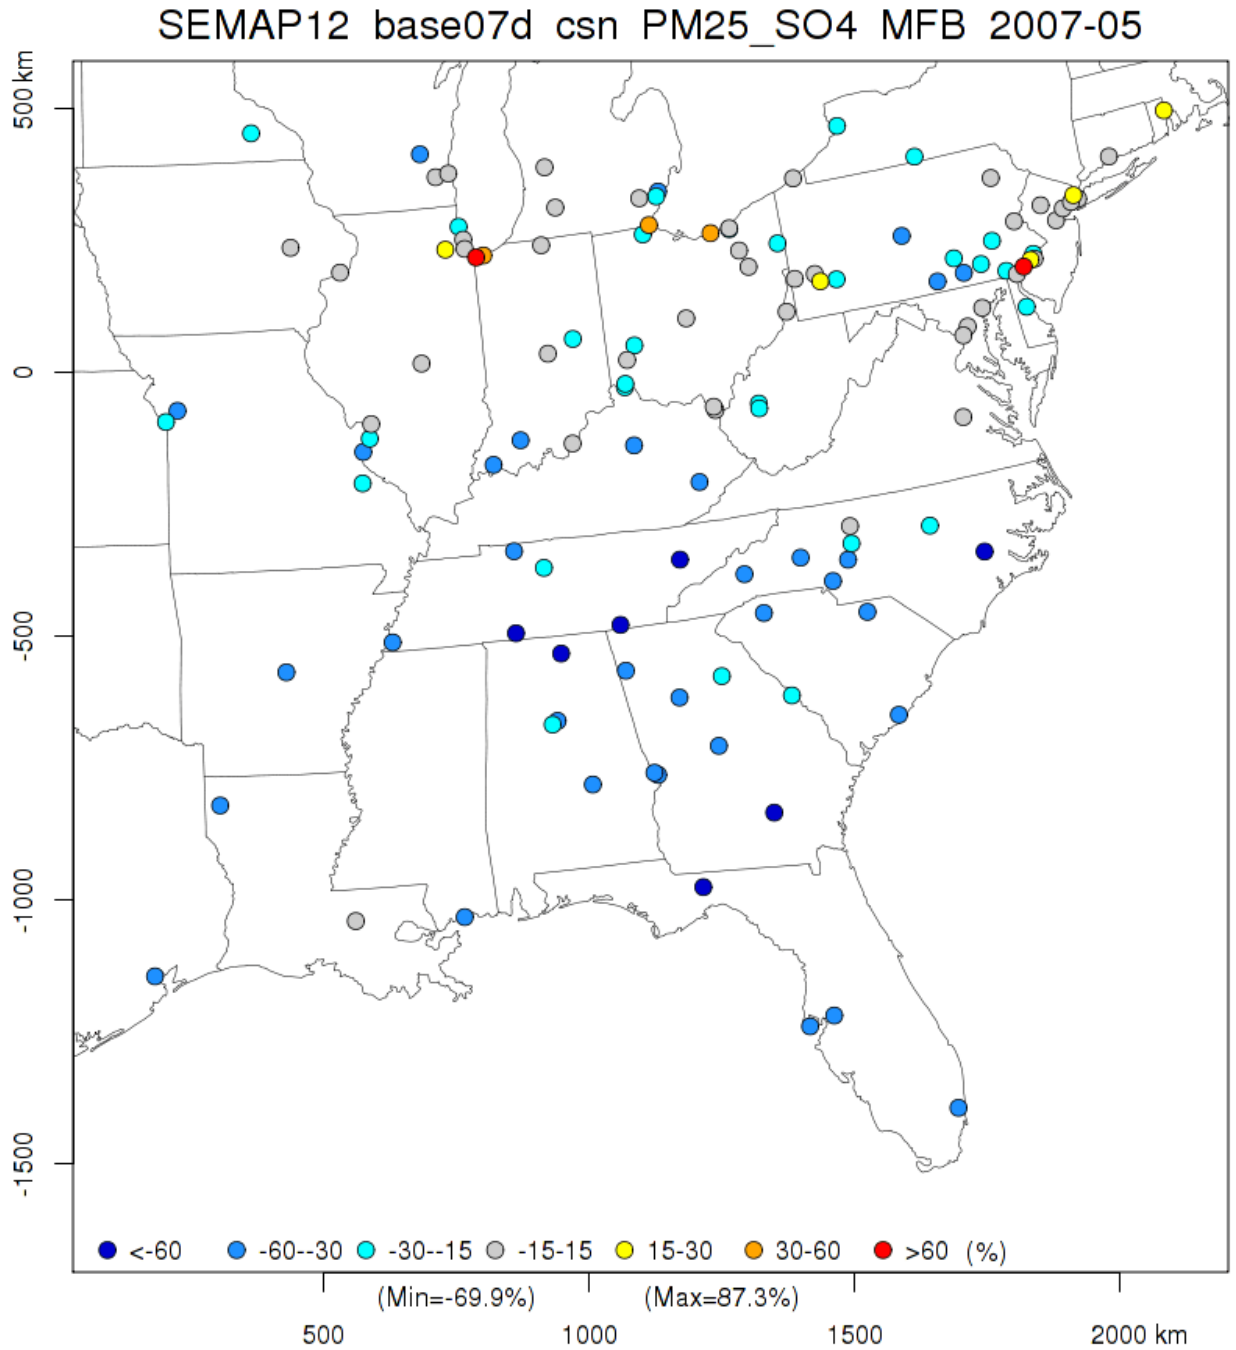 SEMAP12 base07d csn PM25_SO4 MFB 2007-05
500 km
0
-500
-1000
-1500
<-60 -60--30 -30--15 -15-15 15-30 30-60 >60 (%)
(Min=-69.9%) (Max=87.3%)
500 1000 1500 2000 km